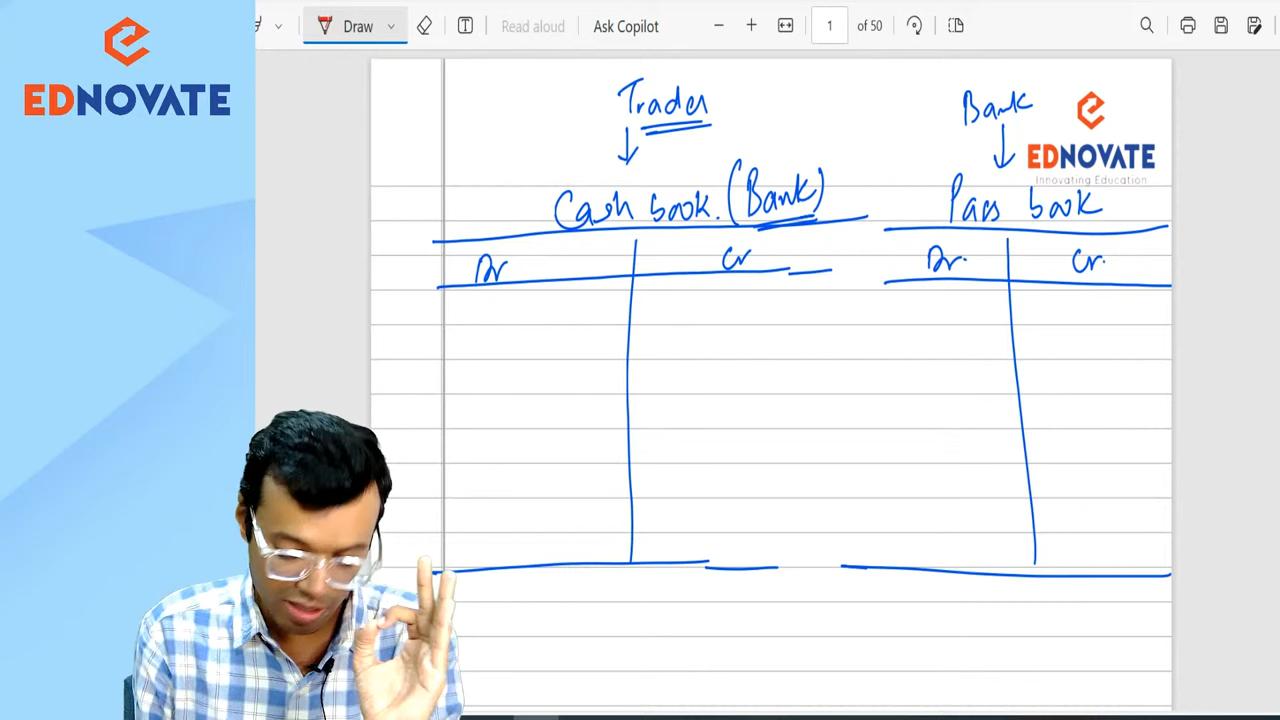 EDNOVATE
Draw
Read aloud
Ask Copilot
1 of 50
Trader
Bank
EDNOVATE
Innovating Education
Cash book. (Bank)
Pass book
Dr
Cr
Dr.
Cr.